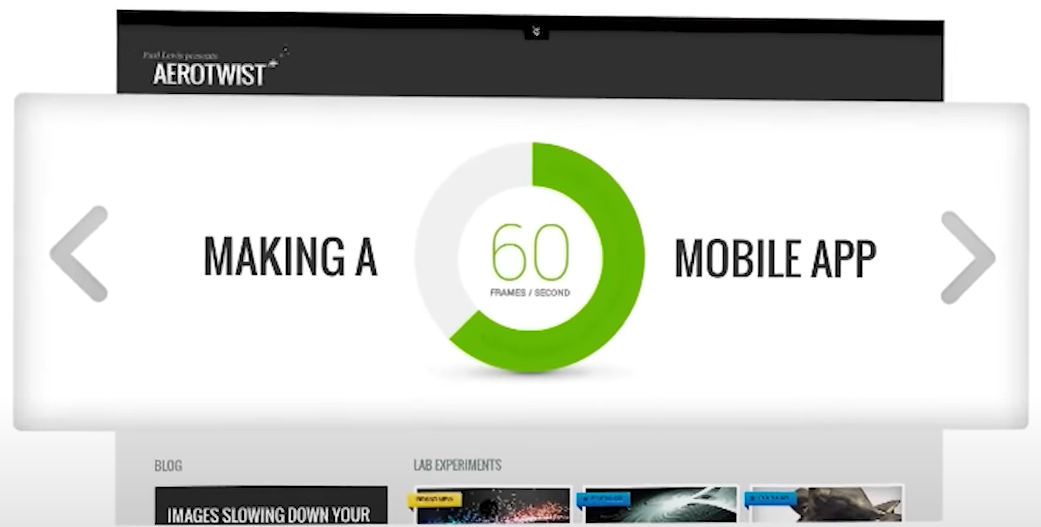 Paul Lewis presents
AEROTWIST
MAKING A
60
FRAMES / SECOND
MOBILE APP
BLOG
LAB EXPERIMENTS
IMAGES SLOWING DOWN YOUR